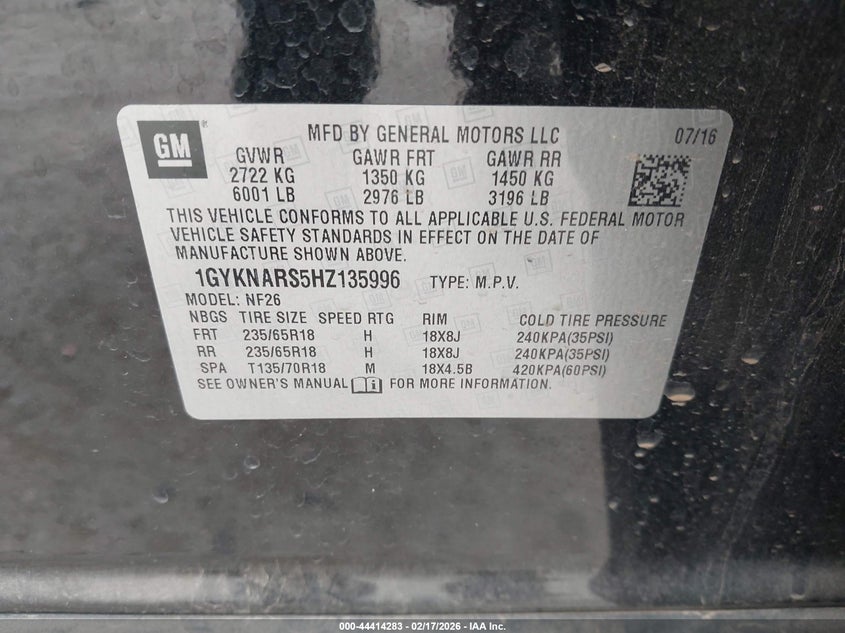 GM
MFD BY GENERAL MOTORS LLC 07/16
GVWR GAWR FRT GAWR RR
2722 KG 1350 KG 1450 KG
6001 LB 2976 LB 3196 LB
THIS VEHICLE CONFORMS TO ALL APPLICABLE U.S. FEDERAL MOTOR
VEHICLE SAFETY STANDARDS IN EFFECT ON THE DATE OF
MANUFACTURE SHOWN ABOVE.
1GYKNARS5HZ135996 TYPE: M.P.V.
MODEL: NF26
NBGS TIRE SIZE SPEED RTG RIM COLD TIRE PRESSURE
FRT 235/65R18 H 18X8J 240KPA(35PSI)
RR 235/65R18 H 18X8J 240KPA(35PSI)
SPA T135/70R18 M 18X4.5B 420KPA(60PSI)
SEE OWNER'S MANUAL FOR MORE INFORMATION.
000-44414283 - 02/17/2026 - IAA Inc.